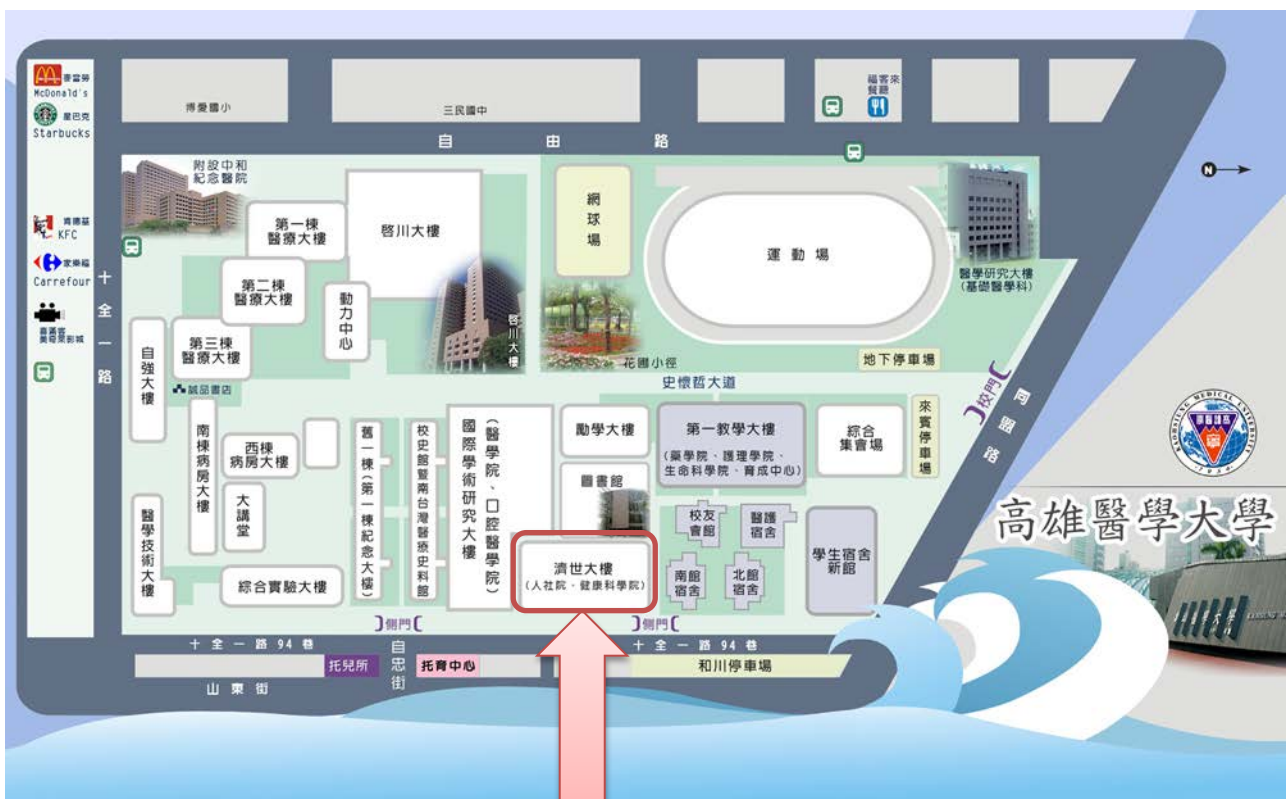 麥當勞
McDonald's
星巴克
Starbucks
肯德基
KFC
家樂福
Carrefour
十全一路
博愛國小
三民國中
福客來
餐廳
自由路
N
附設中和
紀念醫院
第一棟
醫療大樓
啓川大樓
第二棟
醫療大樓
動力中心
第三棟
醫療大樓
啓川大樓
網球場
運動場
醫學研究大樓
(基礎醫學科)
花園小徑
地下停車場
史懷哲大道
校門
同盟路
自強大樓
誠品書店
南棟病房大樓
西棟
病房大樓
大講堂
醫學技術大樓
綜合實驗大樓
舊一棟(第一棟紀念大樓)
校史館暨南台灣醫療史料館
國際學術研究大樓
(醫學院、口腔醫學院)
勵學大樓
圖書館
第一教學大樓
(藥學院、護理學院、
生命科學院、育成中心)
綜合
集會場
來賓停車場
校友
會館
醫護
宿舍
南館
宿舍
北館
宿舍
學生宿舍
新館
濟世大樓
(人社院、健康科學院)
側門
側門
十全一路94巷
十全一路94巷
自忠街
托兒所
托育中心
和川停車場
山東街
KAOHSIUNG MEDICAL UNIVERSITY
1954
高雄醫學大學